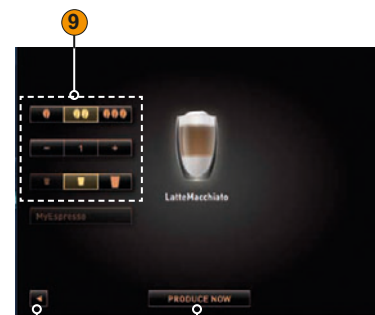 9
- 1 +
LatteMacchiato
MyEspresso
PRODUCE NOW